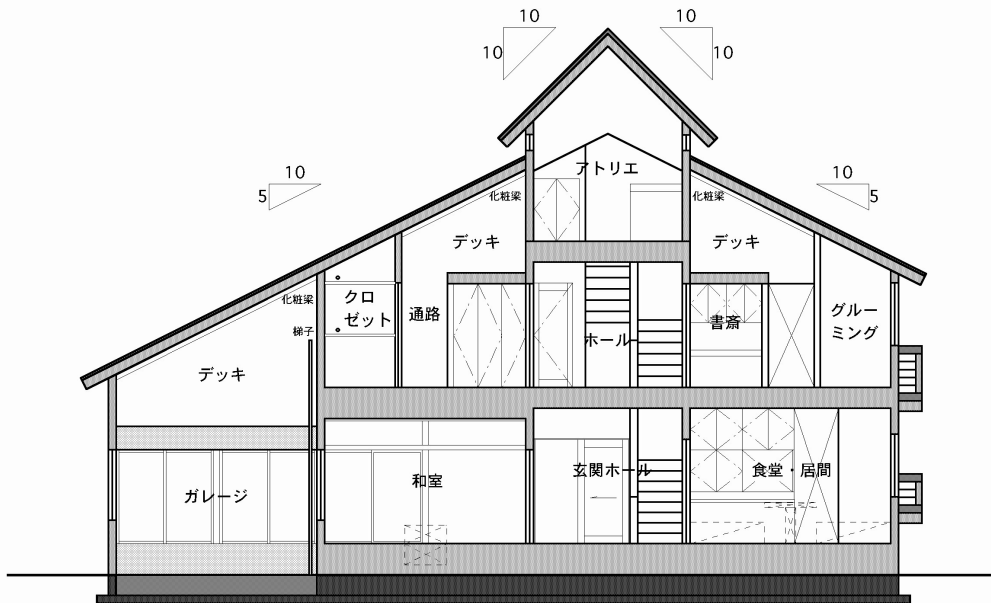 10
10
10
10
アトリエ
10
5
10
5
化粧梁
化粧梁
デッキ
デッキ
化粧梁
クロ
ゼット
通路
ホール
書斎
グルー
ミング
梯子
デッキ
ガレージ
和室
玄関ホール
食堂・居間